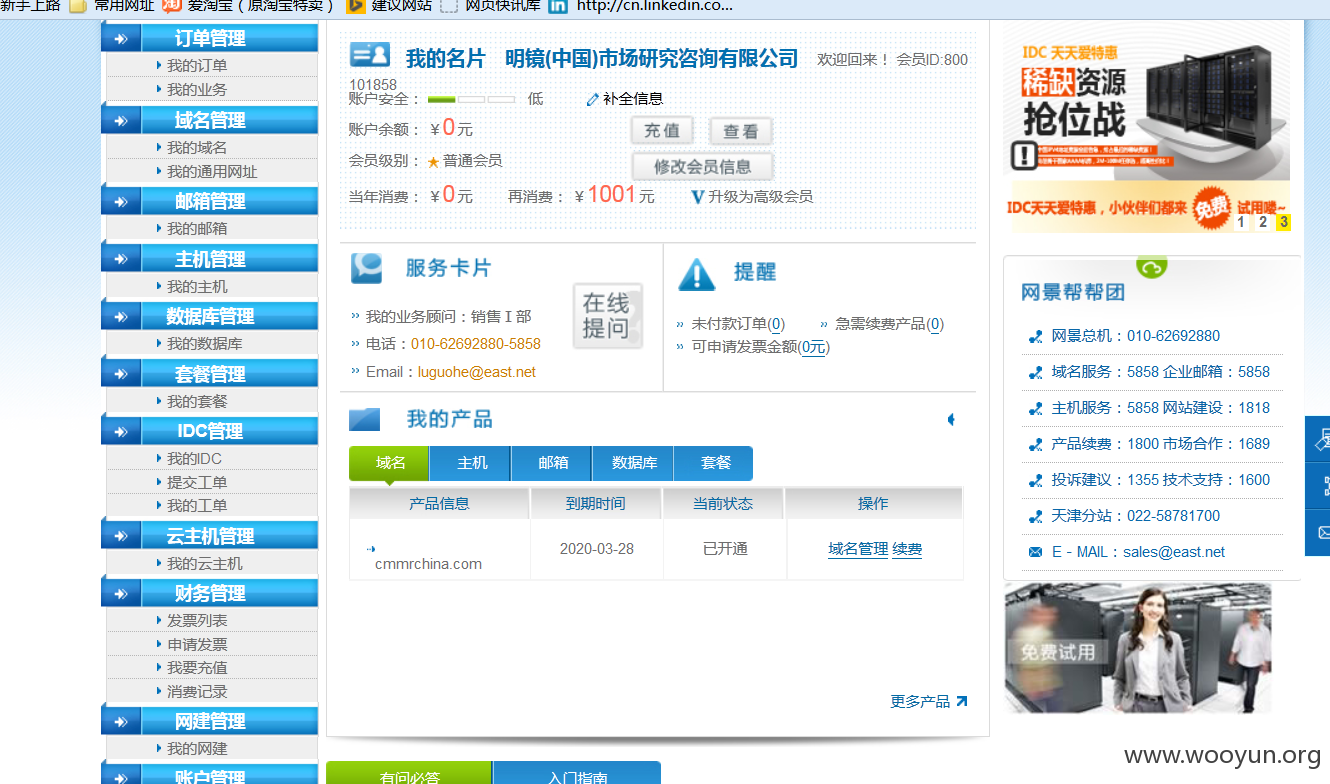 新手上路 常用网址 爱淘宝（原淘宝特卖） 建议网站 网页快讯库 http://cn.linkedin.co...
订单管理
我的订单
我的业务
域名管理
我的域名
我的通用网址
邮箱管理
我的邮箱
主机管理
我的主机
数据库管理
我的数据库
套餐管理
我的套餐
IDC管理
我的IDC
提交工单
我的工单
云主机管理
我的云主机
财务管理
发票列表
申请发票
我要充值
消费记录
网建管理
我的网建
账户管理
我的名片 明镜(中国)市场研究咨询有限公司 欢迎回来！ 会员ID:800
101858
账户安全： 低 补全信息
账户余额： ￥0元 充值 查看
会员级别： 普通会员 修改会员信息
当年消费： ￥0元 再消费： ￥1001元 升级为高级会员
服务卡片
我的业务顾问：销售 I 部
电话：010-62692880-5858
Email：luguohe@east.net
在线
提问
提醒
未付款订单(0) 急需续费产品(0)
可申请发票金额(0元)
我的产品
域名 主机 邮箱 数据库 套餐
产品信息 到期时间 当前状态 操作
cmmrchina.com 2020-03-28 已开通 域名管理 续费
更多产品
有问必答 入门指南
IDC 天天爱特惠
稀缺资源
抢位战
IDC天天爱特惠，小伙伴们都来 免费 试用喽~
1 2 3
网景帮帮团
网景总机：010-62692880
域名服务：5858 企业邮箱：5858
主机服务：5858 网站建设：1818
产品续费：1800 市场合作：1689
投诉建议：1355 技术支持：1600
天津分站：022-58781700
E - MAIL：sales@east.net
免费试用
www.wooyun.org